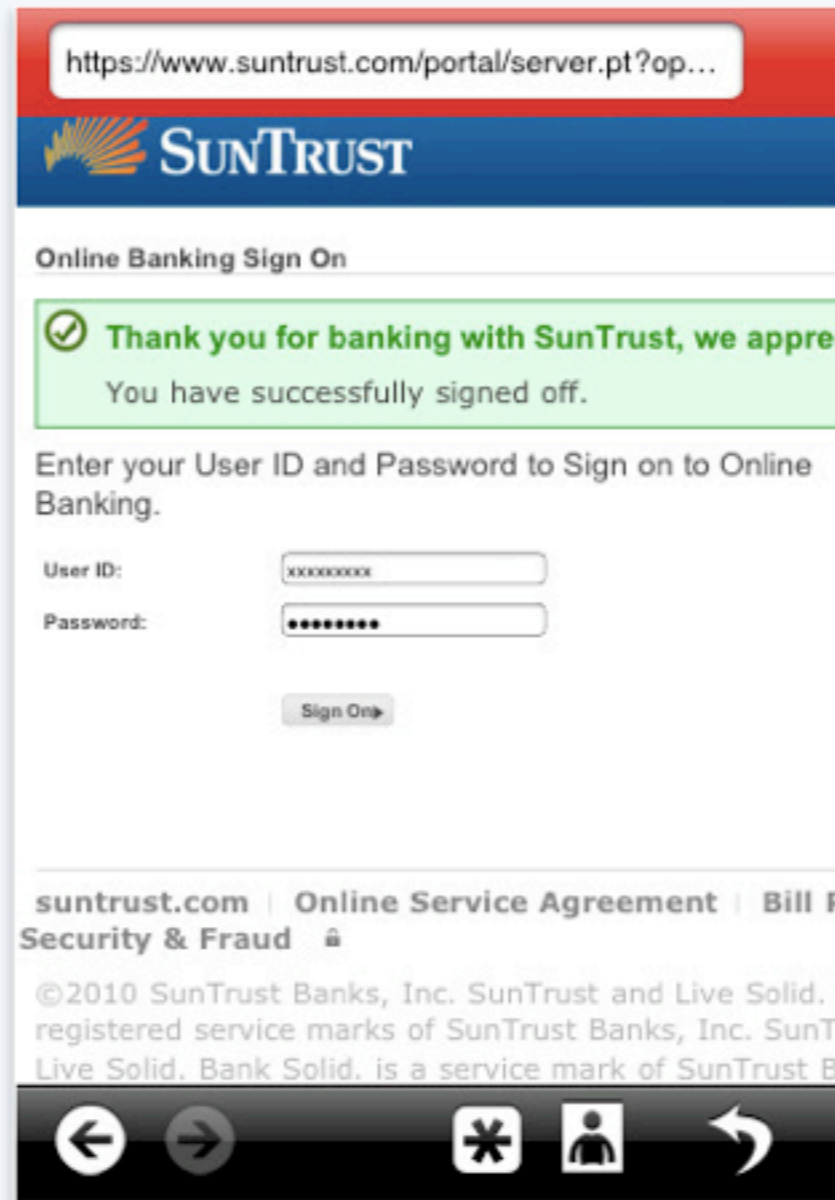 https://www.suntrust.com/portal/server.pt?op...
SUNTRUST
Online Banking Sign On
Thank you for banking with SunTrust, we appre
You have successfully signed off.
Enter your User ID and Password to Sign on to Online
Banking.
User ID: xxxxxxxxx
Password: ••••••••
Sign On
suntrust.com | Online Service Agreement | Bill P
Security & Fraud
©2010 SunTrust Banks, Inc. SunTrust and Live Solid.
registered service marks of SunTrust Banks, Inc. SunT
Live Solid. Bank Solid. is a service mark of SunTrust B